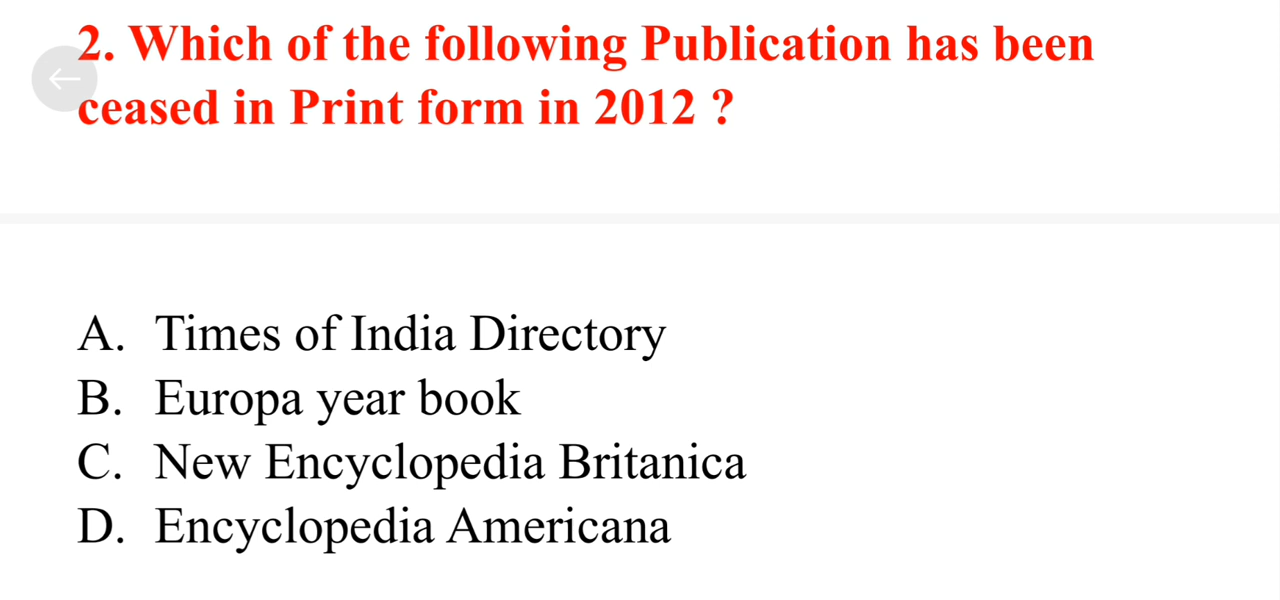 2. Which of the following Publication has been
ceased in Print form in 2012 ?
A. Times of India Directory
B. Europa year book
C. New Encyclopedia Britanica
D. Encyclopedia Americana